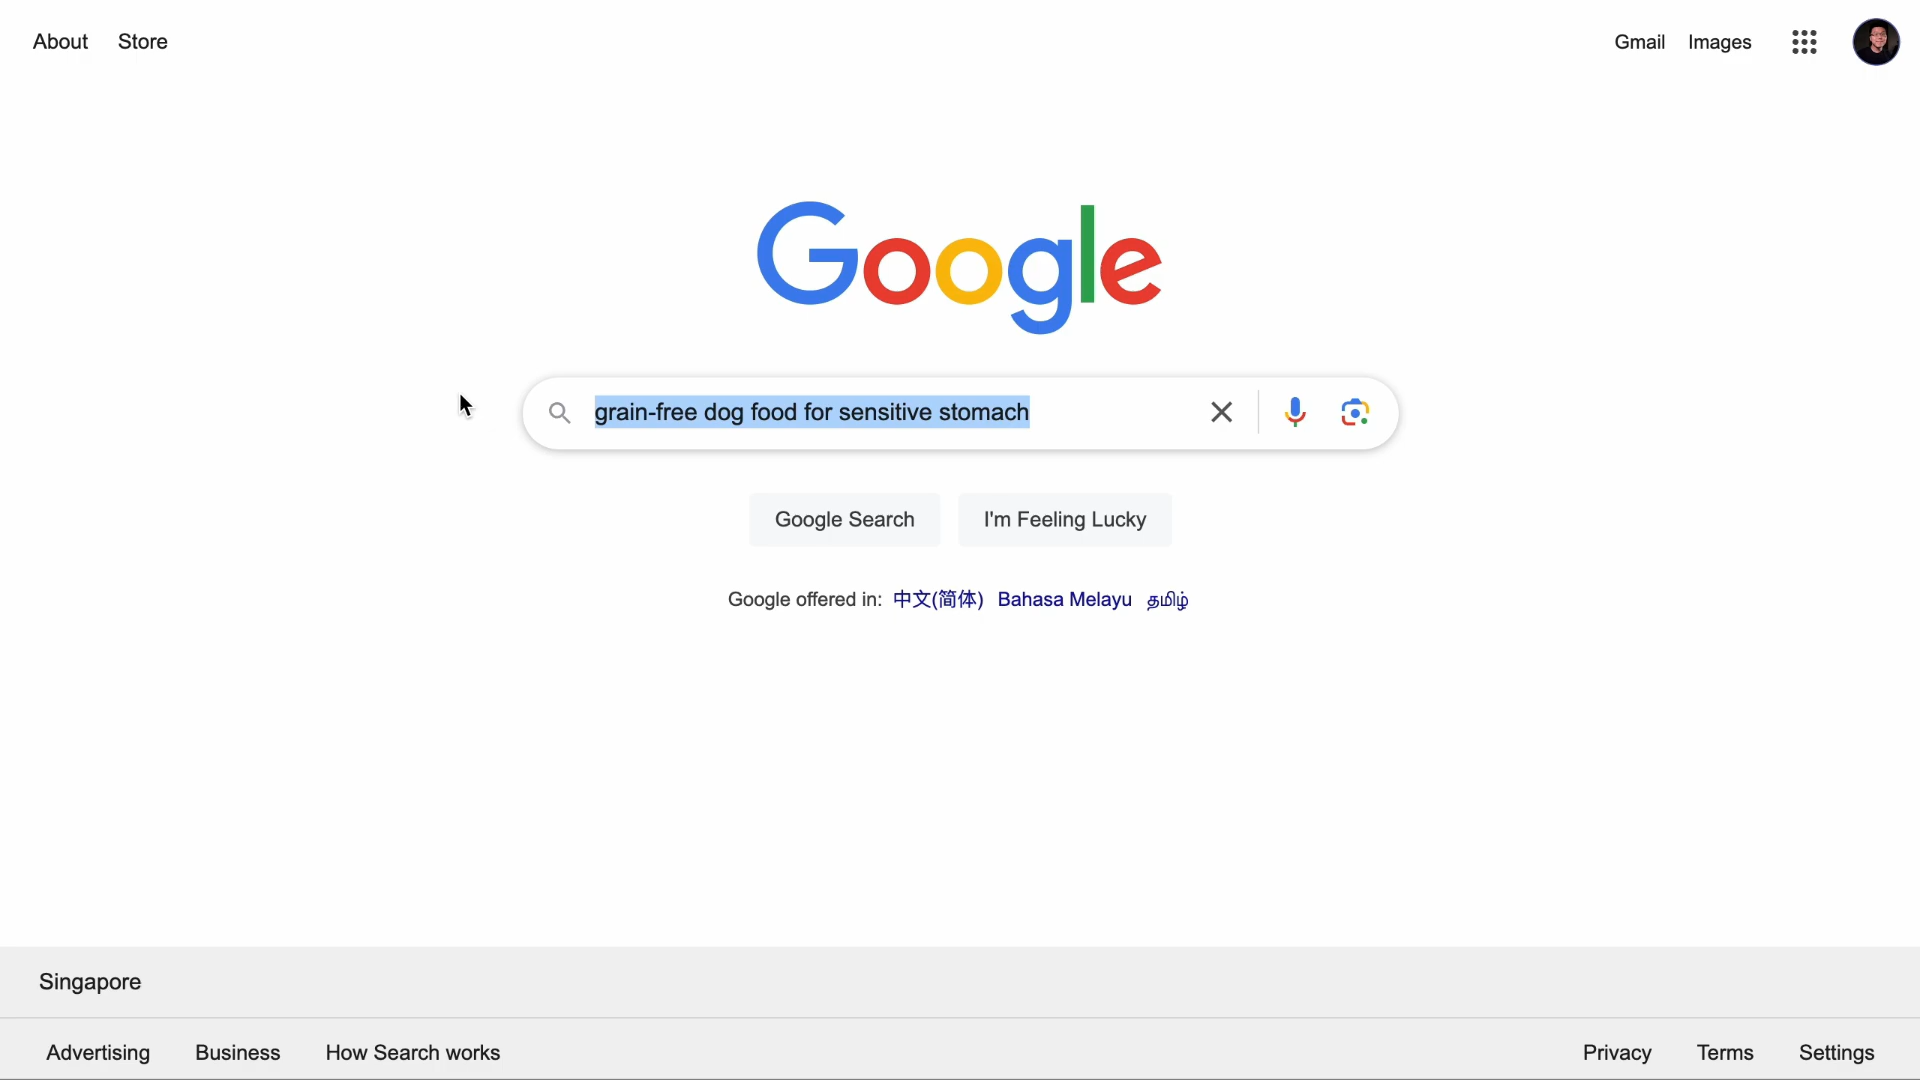 About Store Gmail Images
Google
grain-free dog food for sensitive stomach
Google Search I'm Feeling Lucky
Google offered in: 中文(简体) Bahasa Melayu தமிழ்
Singapore
Advertising Business How Search works Privacy Terms Settings